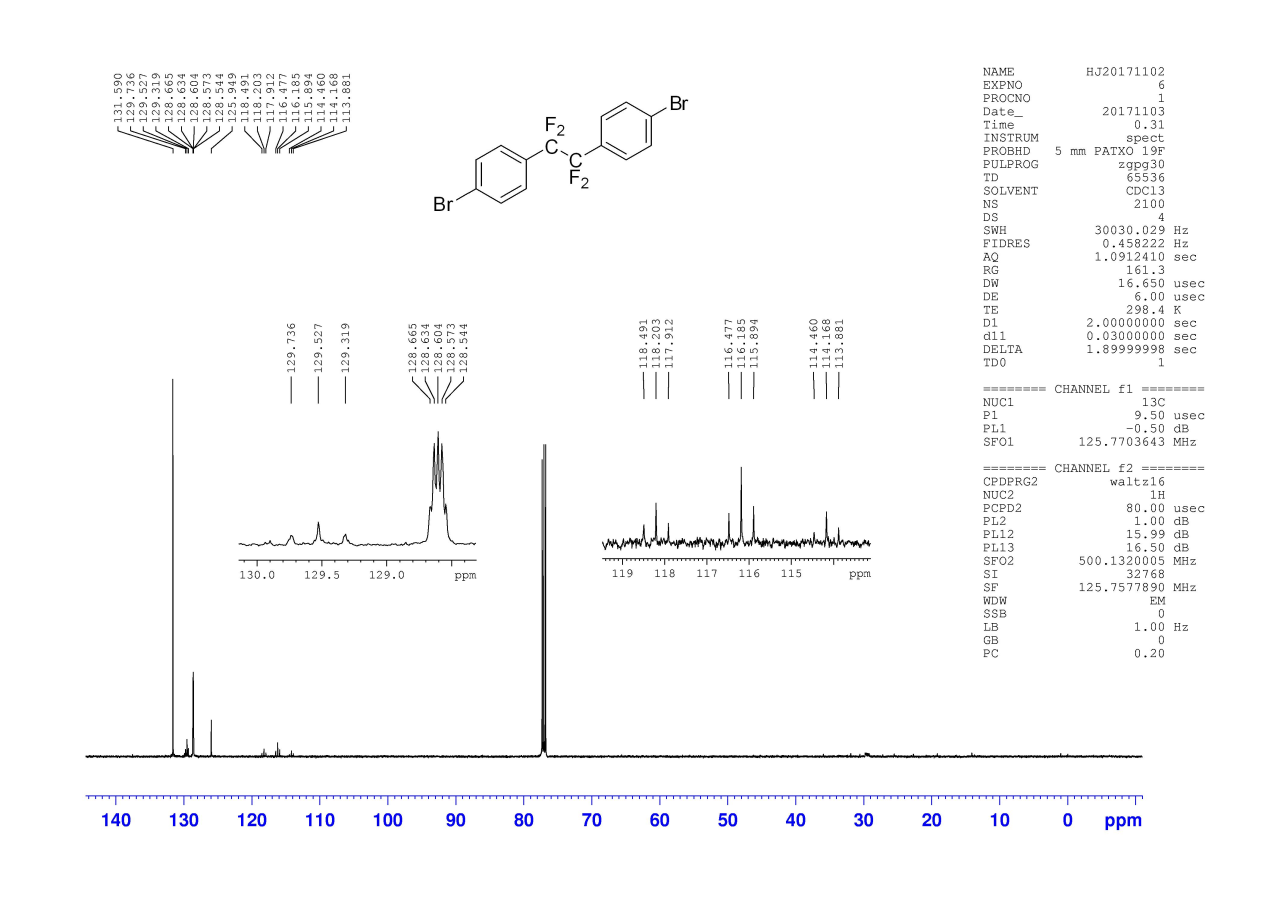 131.590
129.736
129.527
129.319
128.665
128.634
128.604
128.573
128.544
125.949
118.491
118.203
117.912
116.477
116.185
115.894
114.460
114.168
113.881
Br
F2
C
C
F2
Br
129.736
129.527
129.319
128.665
128.634
128.604
128.573
128.544
118.491
118.203
117.912
116.477
116.185
115.894
114.460
114.168
113.881
130.0 129.5 129.0 ppm
119 118 117 116 115 ppm
140 130 120 110 100 90 80 70 60 50 40 30 20 10 0 ppm
NAME HJ20171102
EXPNO 6
PROCNO 1
Date_ 20171103
Time 0.31
INSTRUM spect
PROBHD 5 mm PATXO 19F
PULPROG zgpg30
TD 65536
SOLVENT CDCl3
NS 2100
DS 4
SWH 30030.029 Hz
FIDRES 0.458222 Hz
AQ 1.0912410 sec
RG 161.3
DW 16.650 usec
DE 6.00 usec
TE 298.4 K
D1 2.00000000 sec
d11 0.03000000 sec
DELTA 1.89999998 sec
TD0 1
======== CHANNEL f1 ========
NUC1 13C
P1 9.50 usec
PL1 -0.50 dB
SFO1 125.7703643 MHz
======== CHANNEL f2 ========
CPDPRG2 waltz16
NUC2 1H
PCPD2 80.00 usec
PL2 1.00 dB
PL12 15.99 dB
PL13 16.50 dB
SFO2 500.1320005 MHz
SI 32768
SF 125.7577890 MHz
WDW EM
SSB 0
LB 1.00 Hz
GB 0
PC 0.20